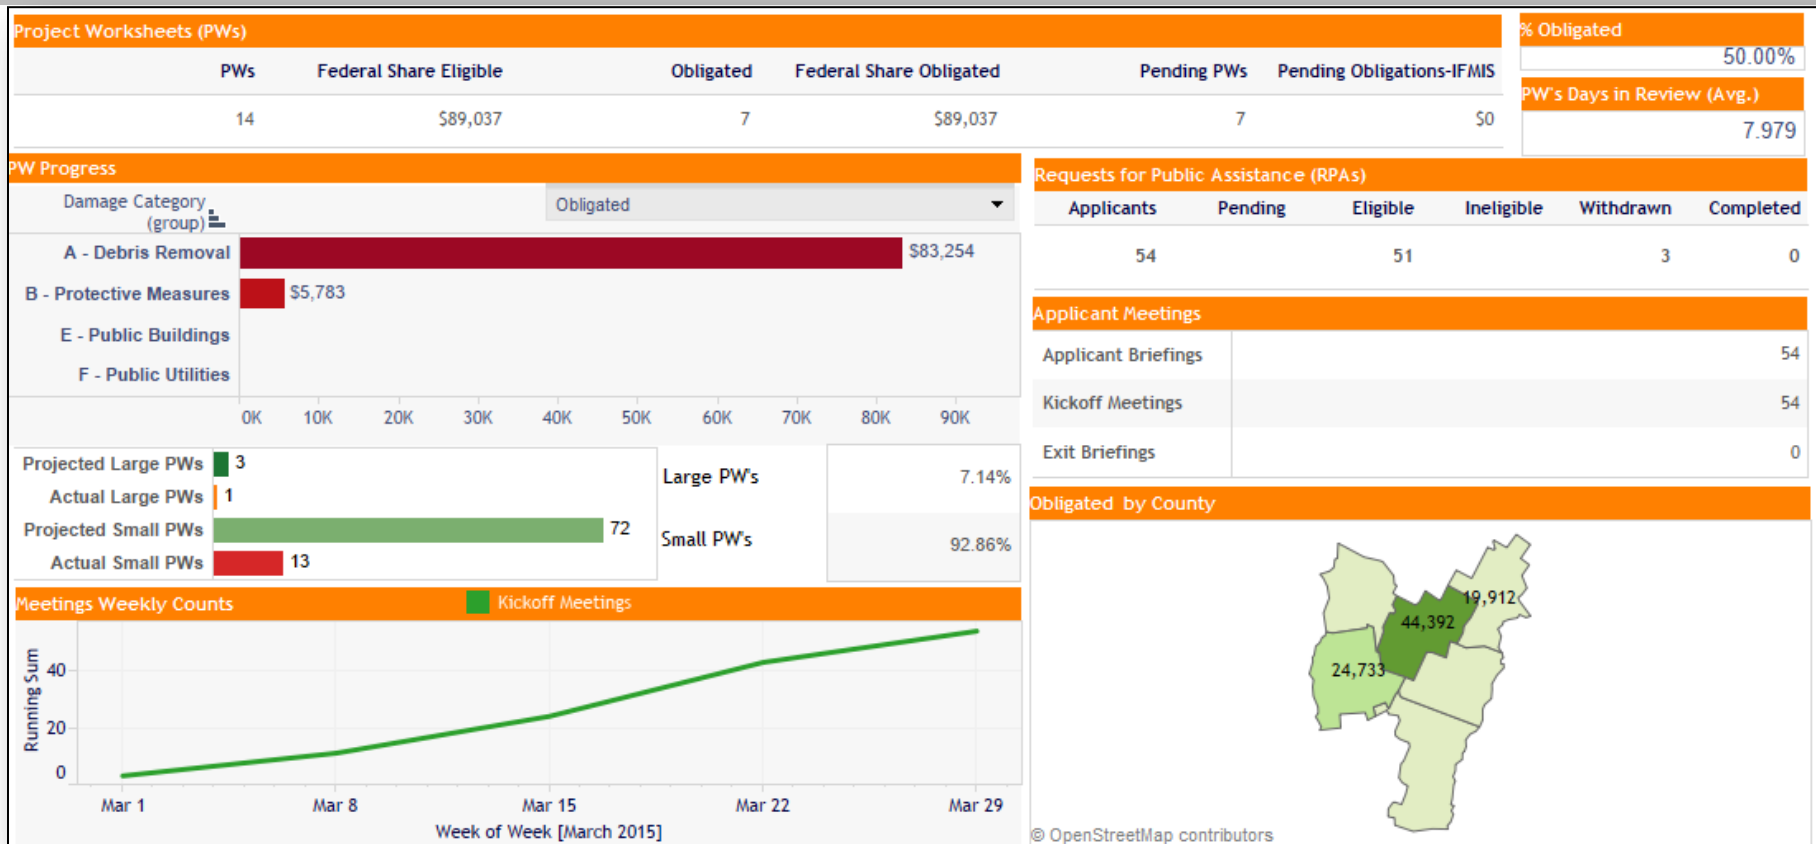 Project Worksheets (PWs)
PWs Federal Share Eligible Obligated Federal Share Obligated Pending PWs Pending Obligations-IFMIS
14 $89,037 7 $89,037 7 $0
% Obligated
50.00%
PW's Days in Review (Avg.)
7.979
PW Progress
Damage Category
(group)
Obligated
A - Debris Removal $83,254
B - Protective Measures $5,783
E - Public Buildings
F - Public Utilities
0K 10K 20K 30K 40K 50K 60K 70K 80K 90K
Projected Large PWs 3
Actual Large PWs 1
Projected Small PWs 72
Actual Small PWs 13
Large PW's 7.14%
Small PW's 92.86%
Meetings Weekly Counts Kickoff Meetings
Running Sum
40
20
0
Mar 1 Mar 8 Mar 15 Mar 22 Mar 29
Week of Week [March 2015]
Requests for Public Assistance (RPAs)
Applicants Pending Eligible Ineligible Withdrawn Completed
54 51 3 0
Applicant Meetings
Applicant Briefings 54
Kickoff Meetings 54
Exit Briefings 0
Obligated by County
19,912
44,392
24,733
© OpenStreetMap contributors